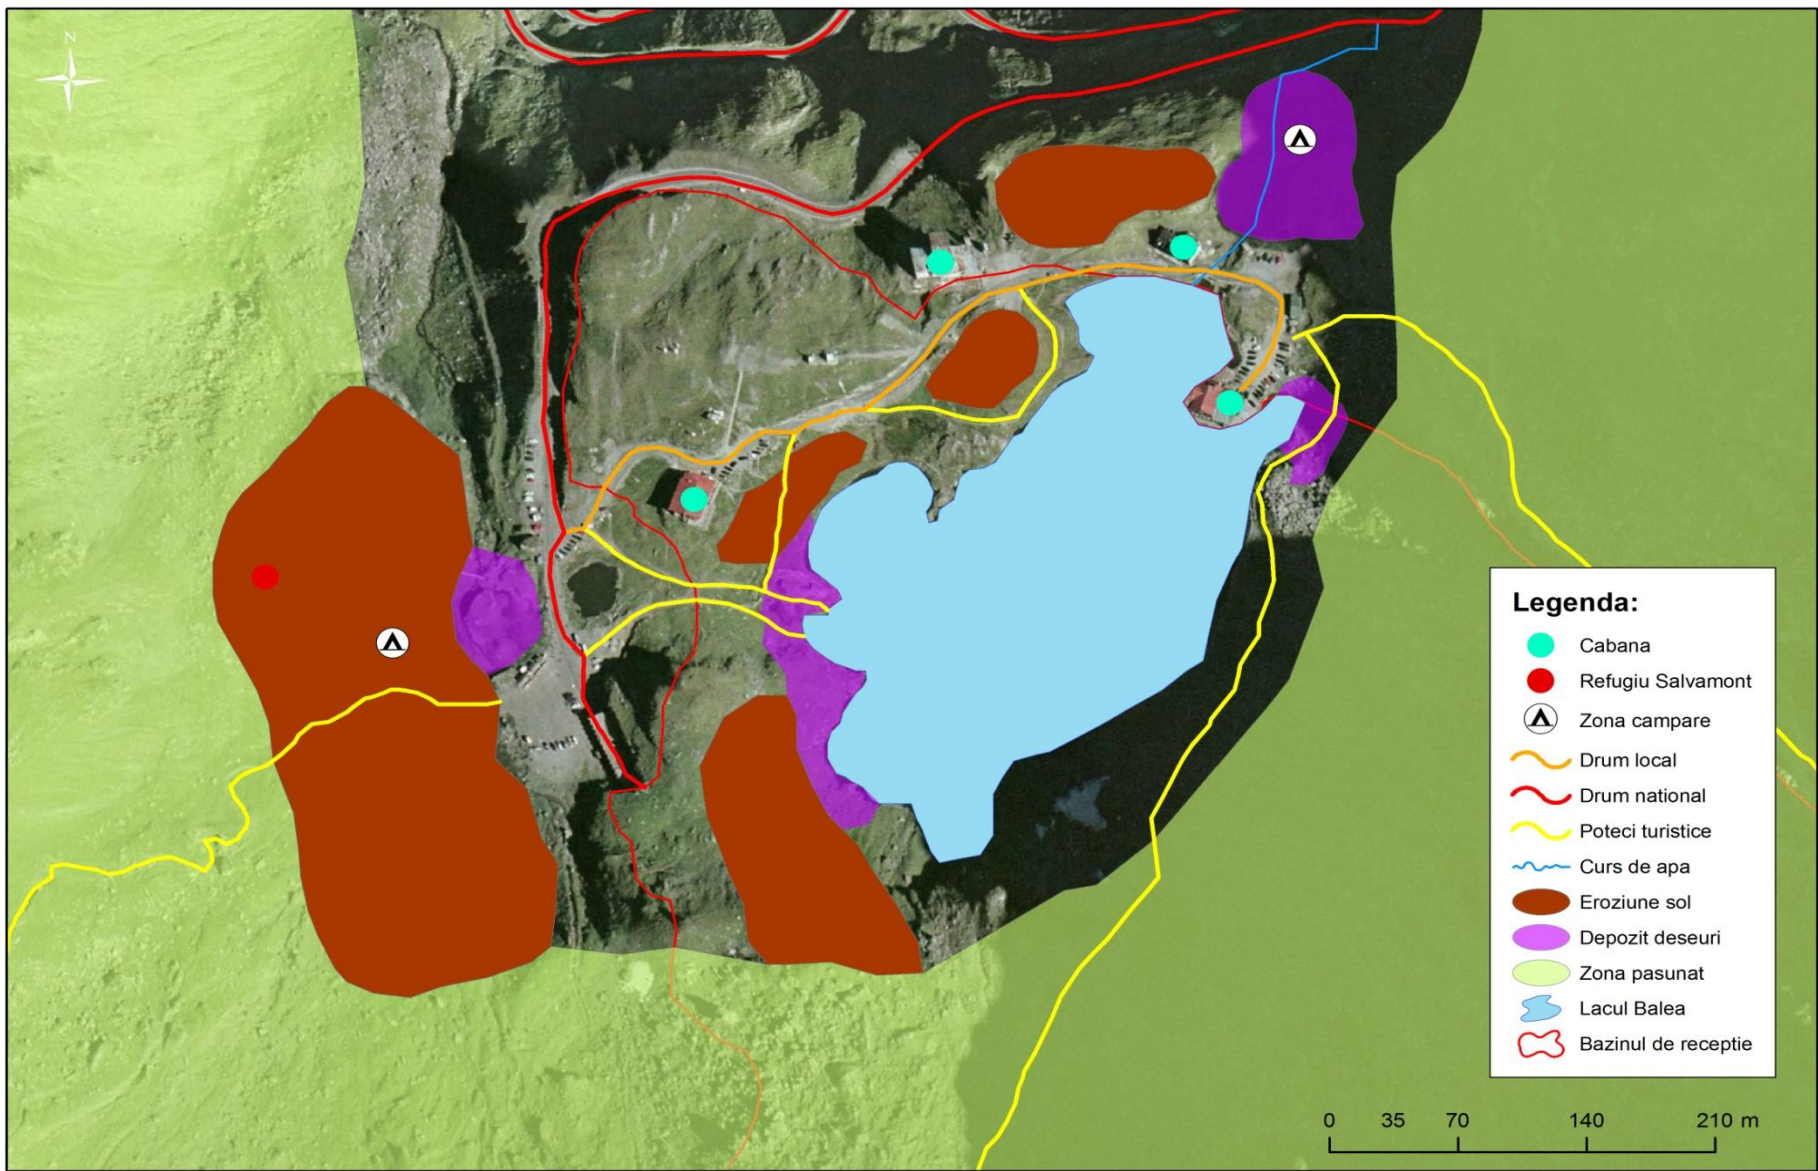 N
Legenda:
Cabana
Refugiu Salvamont
Zona campare
Drum local
Drum national
Poteci turistice
Curs de apa
Eroziune sol
Depozit deseuri
Zona pasunat
Lacul Balea
Bazinul de receptie
0 35 70 140 210 m